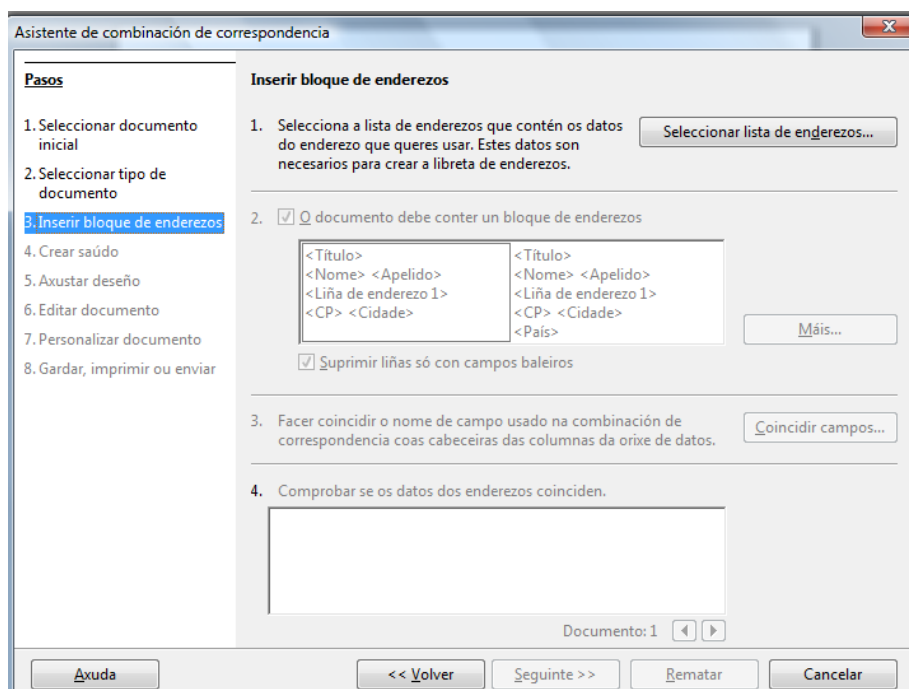 Asistente de combinación de correspondencia
Pasos
1. Seleccionar documento
inicial
2. Seleccionar tipo de
documento
3. Inserir bloque de enderezos
4. Crear saúdo
5. Axustar deseño
6. Editar documento
7. Personalizar documento
8. Gardar, imprimir ou enviar
Inserir bloque de enderezos
1. Selecciona a lista de enderezos que contén os datos
do enderezo que queres usar. Estes datos son
necesarios para crear a libreta de enderezos.
Seleccionar lista de enderezos...
2. O documento debe conter un bloque de enderezos
<Título>
<Nome> <Apelido>
<Liña de enderezo 1>
<CP> <Cidade>
<Título>
<Nome> <Apelido>
<Liña de enderezo 1>
<CP> <Cidade>
<País>
Máis...
Suprimir liñas só con campos baleiros
3. Facer coincidir o nome de campo usado na combinación de
correspondencia coas cabeceiras das columnas da orixe de datos.
Coincidir campos...
4. Comprobar se os datos dos enderezos coinciden.
Documento: 1
Axuda
<< Volver
Seguinte >>
Rematar
Cancelar